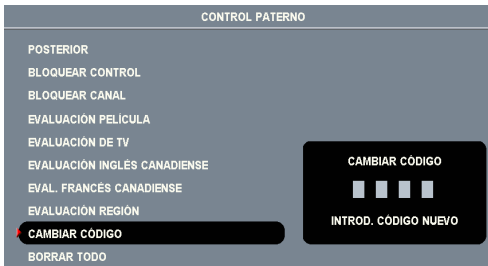 CONTROL PATERNO
POSTERIOR
BLOQUEAR CONTROL
BLOQUEAR CANAL
EVALUACIÓN PELÍCULA
EVALUACIÓN DE TV
EVALUACIÓN INGLÉS CANADIENSE
EVAL. FRANCÉS CANADIENSE
EVALUACIÓN REGIÓN
CAMBIAR CÓDIGO
BORRAR TODO
CAMBIAR CÓDIGO
INTROD. CÓDIGO NUEVO